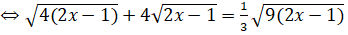 ⇔ √(4(2x − 1)) + 4√(2x − 1) = 1/3 √(9(2x − 1))